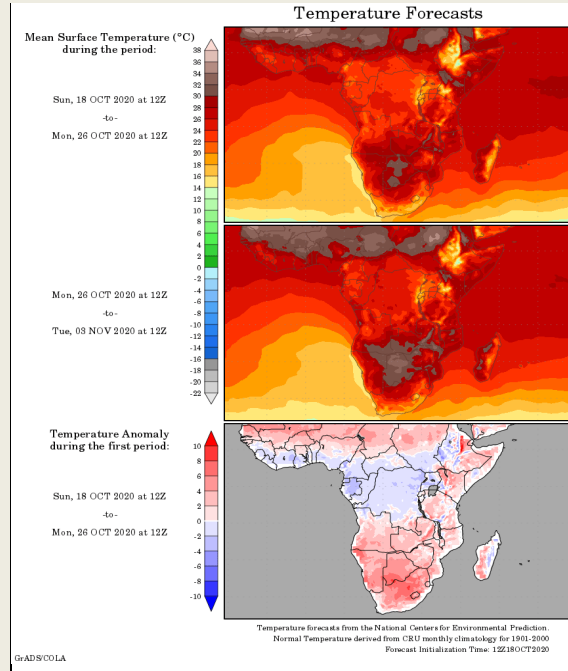 Temperature Forecasts
Mean Surface Temperature (°C)
during the period:
Sun, 18 OCT 2020 at 12Z
-to-
Mon, 26 OCT 2020 at 12Z
38
36
34
32
30
28
26
24
22
20
18
16
14
12
10
8
6
4
2
0
-2
-4
-6
-8
-10
-12
-14
-16
-18
-20
-22
Mon, 26 OCT 2020 at 12Z
-to-
Tue, 03 NOV 2020 at 12Z
Temperature Anomaly
during the first period:
Sun, 18 OCT 2020 at 12Z
-to-
Mon, 26 OCT 2020 at 12Z
10
8
6
4
2
0
-2
-4
-6
-8
-10
Temperature forecasts from the National Centers for Environmental Prediction.
Normal Temperature derived from CRU monthly climatology for 1901-2000
Forecast Initialization Time: 12Z18OCT2020
GrADS/COLA